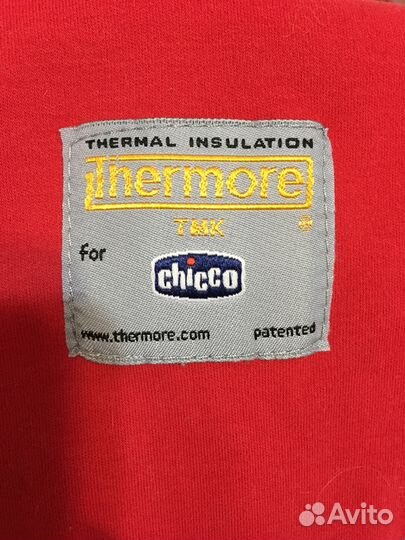 THERMAL INSULATION
Thermore
TMK ®
for
chicco
www.thermore.com patented
Avito